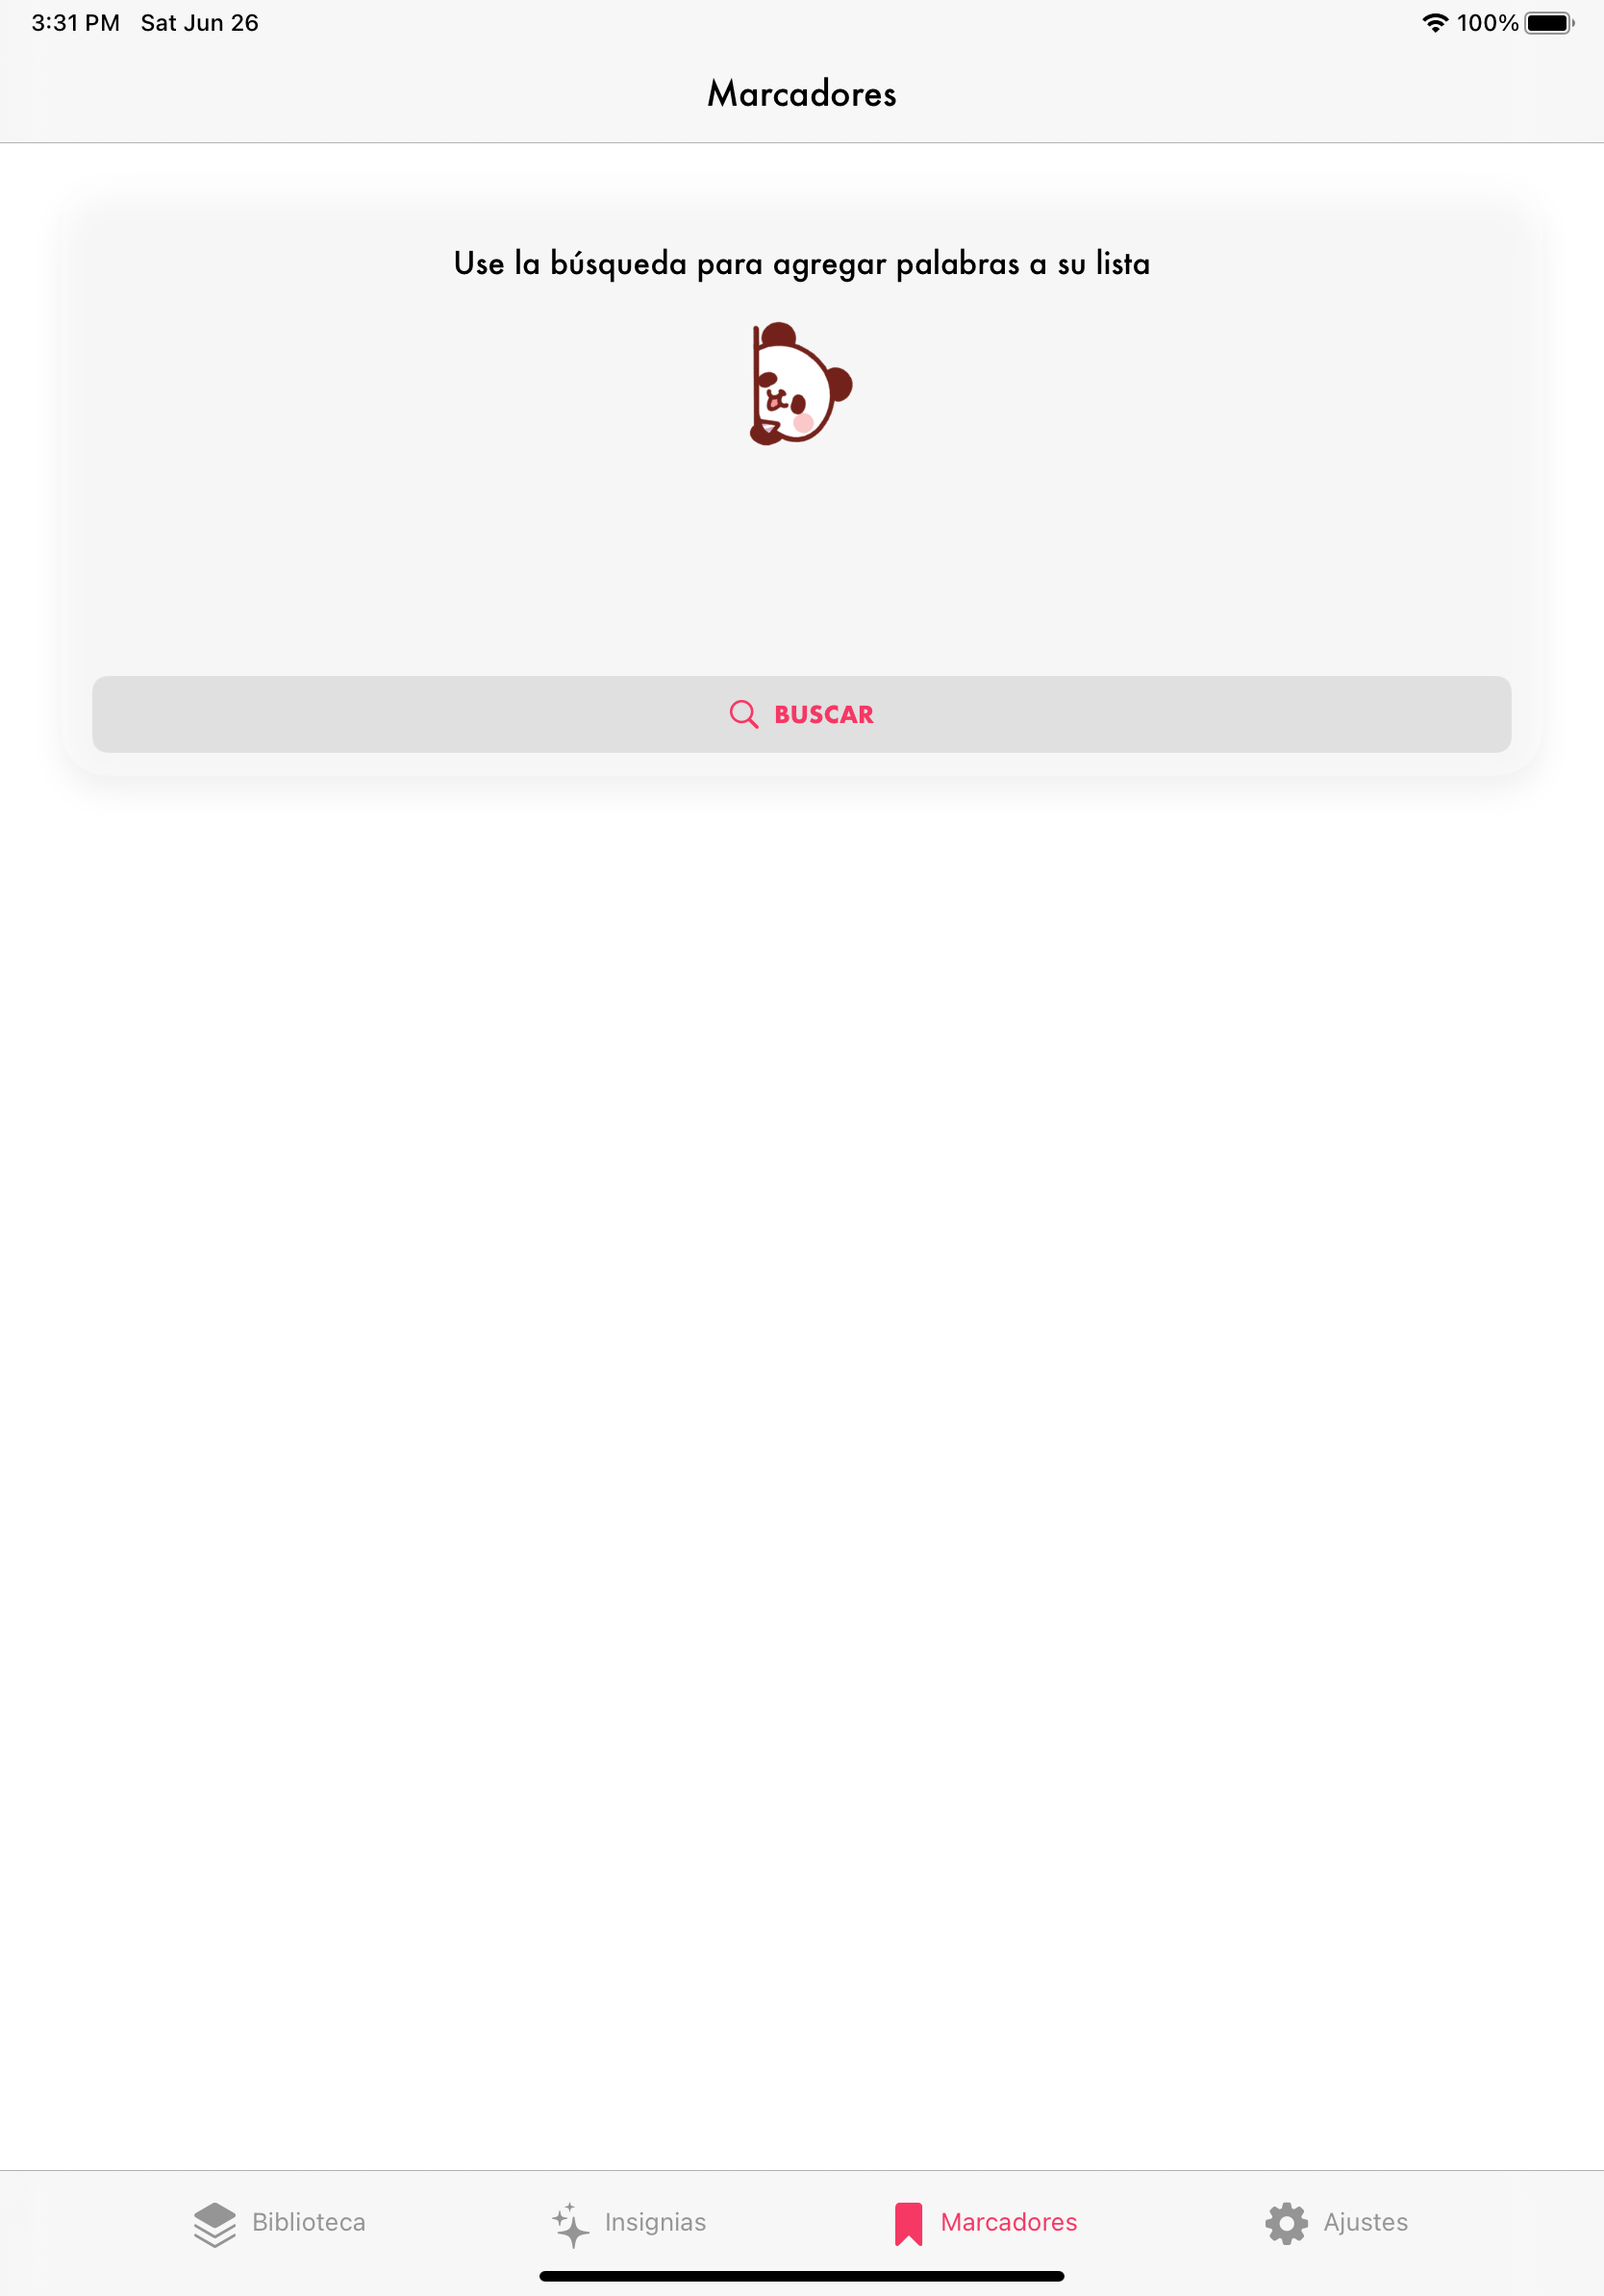 3:31 PM Sat Jun 26 100%
Marcadores
Use la búsqueda para agregar palabras a su lista
BUSCAR
Biblioteca Insignias Marcadores Ajustes